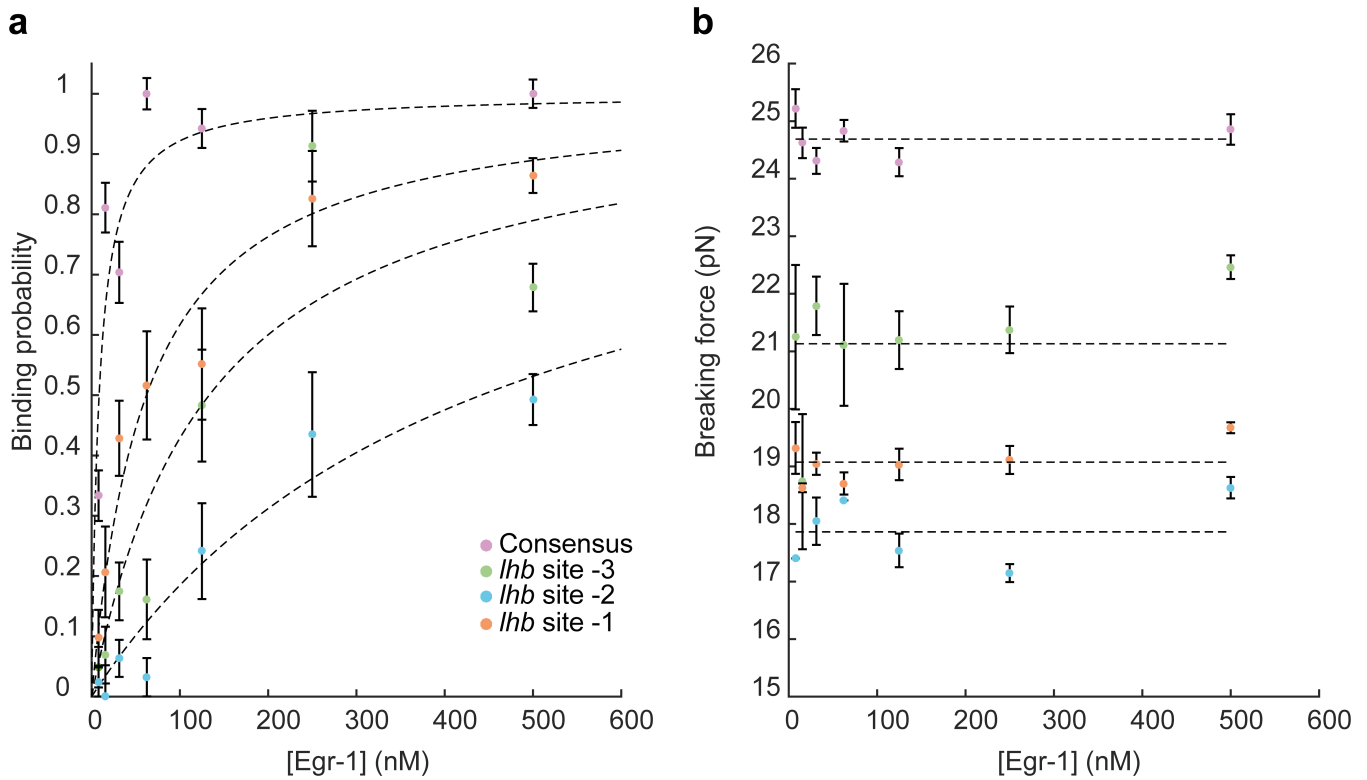 a
Binding probability
1
0.9
0.8
0.7
0.6
0.5
0.4
0.3
0.2
0.1
0
0 100 200 300 400 500 600
[Egr-1] (nM)
Consensus
lhb site -3
lhb site -2
lhb site -1
b
Breaking force (pN)
26
25
24
23
22
21
20
19
18
17
16
15
0 100 200 300 400 500 600
[Egr-1] (nM)